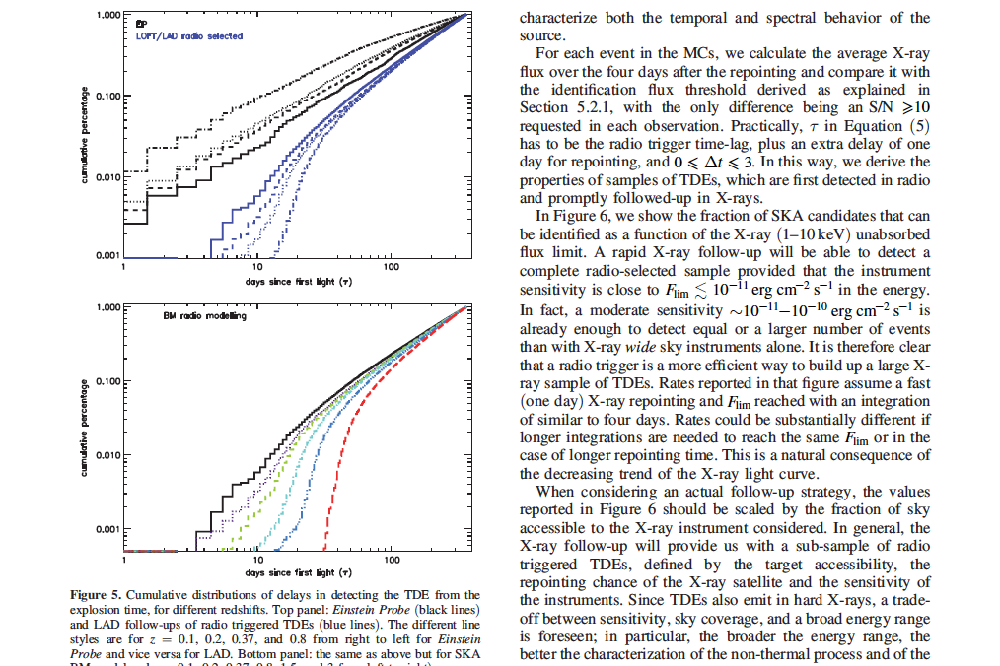 1.000
EP
LOFT/LAD radio selected
0.100
0.010
0.001
cumulative percentage
1
10
100
days since first light (τ)
1.000
BM radio modelling
0.100
0.010
0.001
cumulative percentage
1
10
100
days since first light (τ)
Figure 5. Cumulative distributions of delays in detecting the TDE from the
explosion time, for different redshifts. Top panel: Einstein Probe (black lines)
and LAD follow-ups of radio triggered TDEs (blue lines). The different line
styles are for z = 0.1, 0.2, 0.37, and 0.8 from right to left for Einstein
Probe and vice versa for LAD. Bottom panel: the same as above but for SKA
characterize both the temporal and spectral behavior of the
source.
For each event in the MCs, we calculate the average X-ray
flux over the four days after the repointing and compare it with
the identification flux threshold derived as explained in
Section 5.2.1, with the only difference being an S/N ⩾10
requested in each observation. Practically, τ in Equation (5)
has to be the radio trigger time-lag, plus an extra delay of one
day for repointing, and 0 ⩽ Δt ⩽ 3. In this way, we derive the
properties of samples of TDEs, which are first detected in radio
and promptly followed-up in X-rays.
In Figure 6, we show the fraction of SKA candidates that can
be identified as a function of the X-ray (1–10 keV) unabsorbed
flux limit. A rapid X-ray follow-up will be able to detect a
complete radio-selected sample provided that the instrument
sensitivity is close to F_lim ≲ 10⁻¹¹ erg cm⁻² s⁻¹ in the energy.
In fact, a moderate sensitivity ∼10⁻¹¹–10⁻¹⁰ erg cm⁻² s⁻¹ is
already enough to detect equal or a larger number of events
than with X-ray wide sky instruments alone. It is therefore clear
that a radio trigger is a more efficient way to build up a large X-
ray sample of TDEs. Rates reported in that figure assume a fast
(one day) X-ray repointing and F_lim reached with an integration
of similar to four days. Rates could be substantially different if
longer integrations are needed to reach the same F_lim or in the
case of longer repointing time. This is a natural consequence of
the decreasing trend of the X-ray light curve.
When considering an actual follow-up strategy, the values
reported in Figure 6 should be scaled by the fraction of sky
accessible to the X-ray instrument considered. In general, the
X-ray follow-up will provide us with a sub-sample of radio
triggered TDEs, defined by the target accessibility, the
repointing chance of the X-ray satellite and the sensitivity of
the instruments. Since TDEs also emit in hard X-rays, a trade-
off between sensitivity, sky coverage, and a broad energy range
is foreseen; in particular, the broader the energy range, the
better the characterization of the non-thermal process and of the